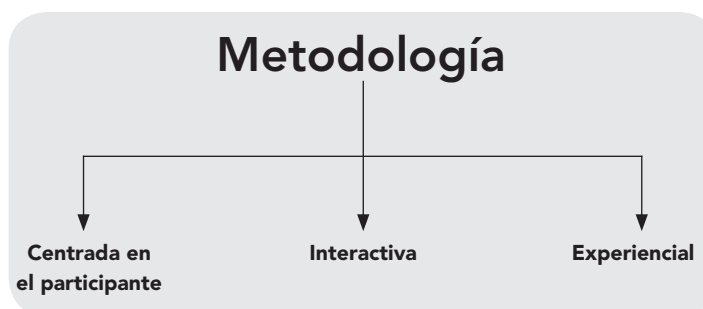 Metodología
Centrada en
el participante
Interactiva
Experiencial